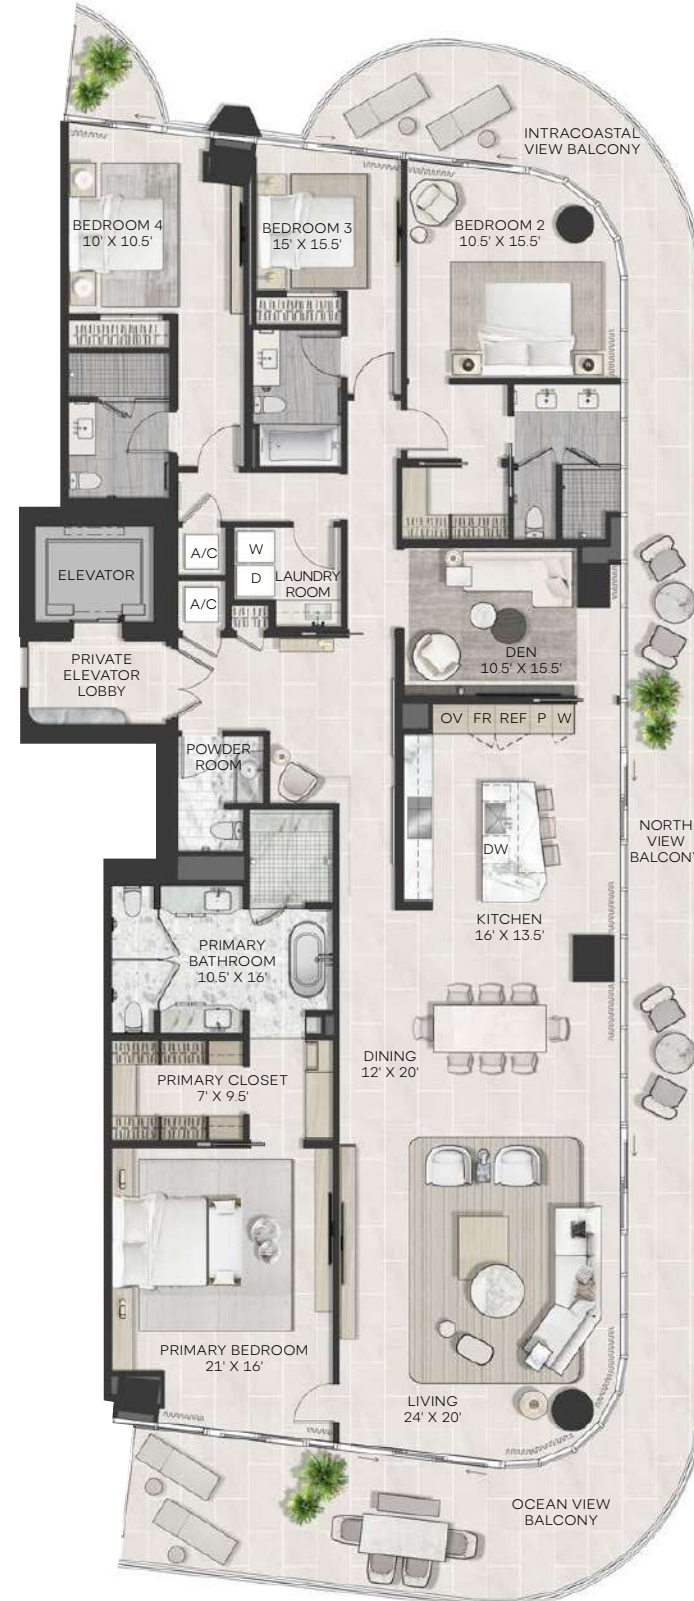 INTRACOASTAL
VIEW BALCONY
BEDROOM 4
10' X 10.5'
BEDROOM 3
15' X 15.5'
BEDROOM 2
10.5' X 15.5'
A/C
W
D
LAUNDRY
ROOM
ELEVATOR
A/C
PRIVATE
ELEVATOR
LOBBY
DEN
10.5' X 15.5'
OV FR REF P W
POWDER
ROOM
DW
NORTH
VIEW
BALCONY
KITCHEN
16' X 13.5'
PRIMARY
BATHROOM
10.5' X 16'
DINING
12' X 20'
PRIMARY CLOSET
7' X 9.5'
PRIMARY BEDROOM
21' X 16'
LIVING
24' X 20'
OCEAN VIEW
BALCONY